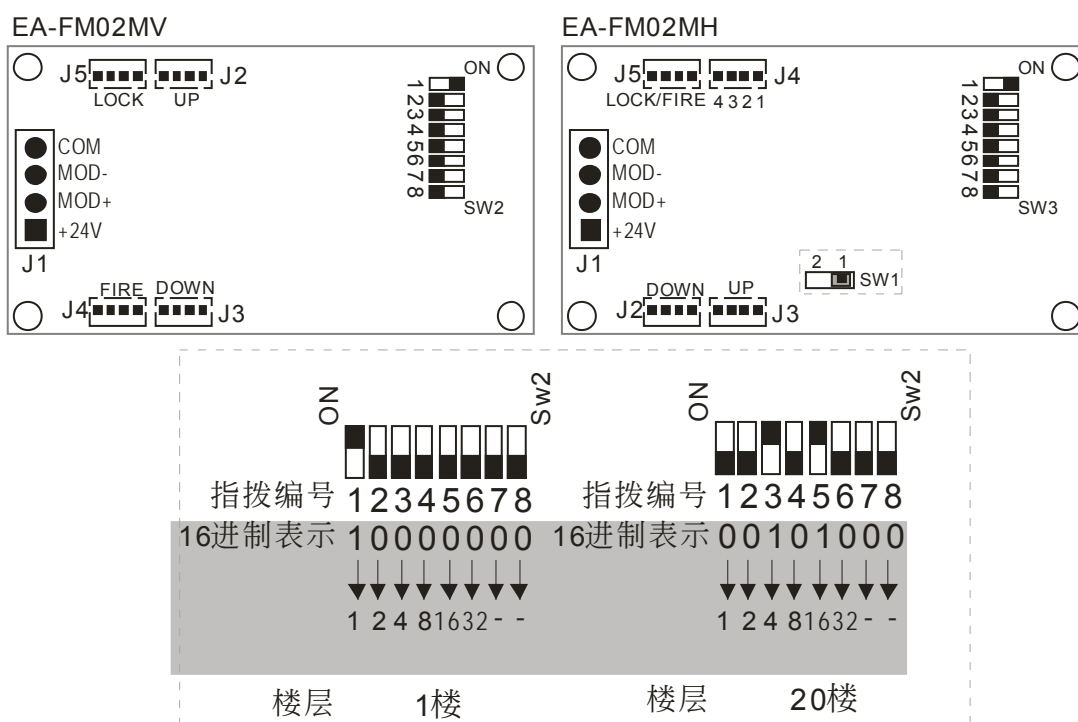 EA-FM02MV
J5 J2 ON
LOCK UP
1 2 3 4 5 6 7 8
COM
MOD-
MOD+
+24V
SW2
J1
FIRE DOWN
J4 J3
EA-FM02MH
J5 J4 ON
LOCK/FIRE 4 3 2 1
1 2 3 4 5 6 7 8
COM
MOD-
MOD+
+24V
SW3
J1
2 1
SW1
DOWN UP
J2 J3
ON Sw2
指拨编号 1 2 3 4 5 6 7 8
16进制表示 1 0 0 0 0 0 0 0
1 2 4 8 16 32 - -
楼层 1楼
ON Sw2
指拨编号 1 2 3 4 5 6 7 8
16进制表示 0 0 1 0 1 0 0 0
1 2 4 8 16 32 - -
楼层 20楼